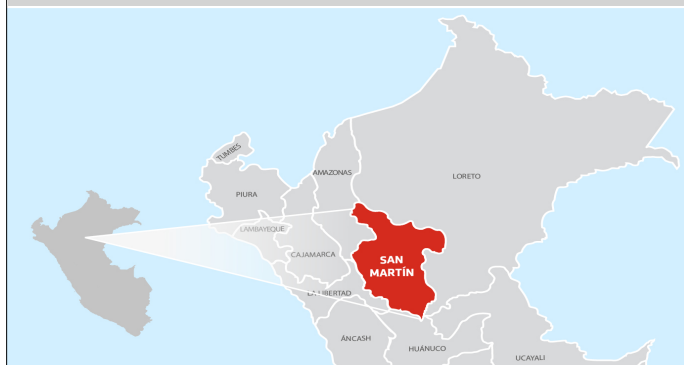 TUMBES
AMAZONAS
LORETO
PIURA
LAMBAYEQUE
CAJAMARCA
SAN
MARTÍN
LA LIBERTAD
ÁNCASH
HUÁNUCO
UCAYALI